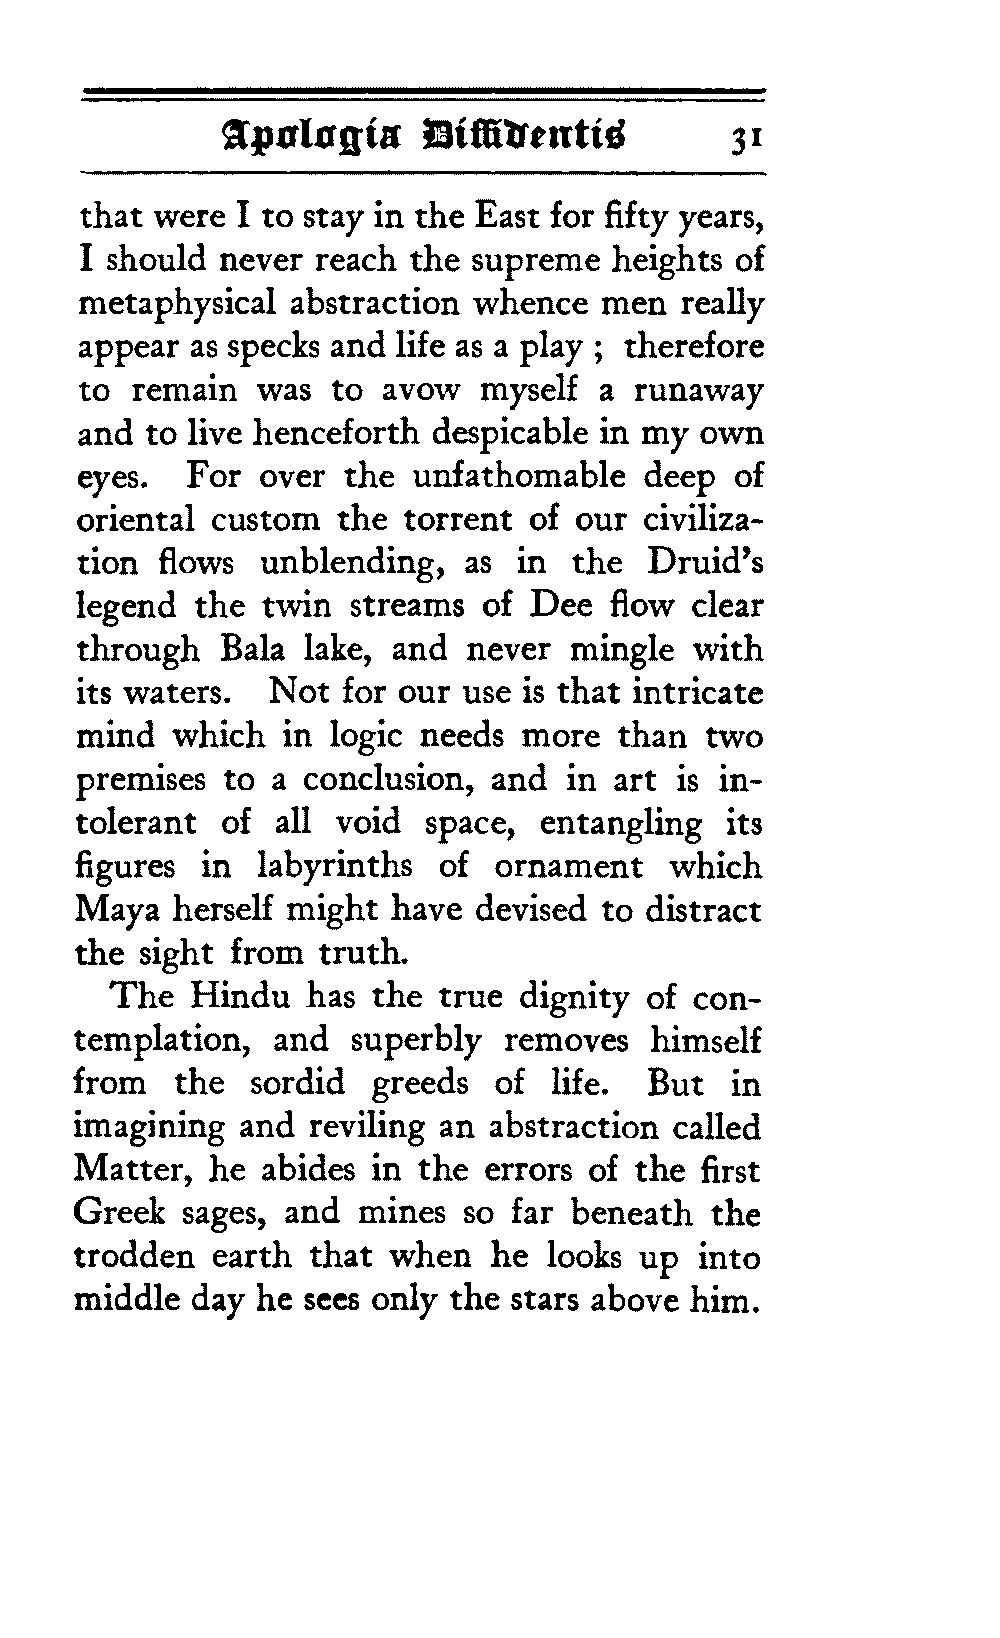 Apologia Diffidentis 31
that were I to stay in the East for fifty years,
I should never reach the supreme heights of
metaphysical abstraction whence men really
appear as specks and life as a play ; therefore
to remain was to avow myself a runaway
and to live henceforth despicable in my own
eyes. For over the unfathomable deep of
oriental custom the torrent of our civiliza-
tion flows unblending, as in the Druid's
legend the twin streams of Dee flow clear
through Bala lake, and never mingle with
its waters. Not for our use is that intricate
mind which in logic needs more than two
premises to a conclusion, and in art is in-
tolerant of all void space, entangling its
figures in labyrinths of ornament which
Maya herself might have devised to distract
the sight from truth.
The Hindu has the true dignity of con-
templation, and superbly removes himself
from the sordid greeds of life. But in
imagining and reviling an abstraction called
Matter, he abides in the errors of the first
Greek sages, and mines so far beneath the
trodden earth that when he looks up into
middle day he sees only the stars above him.